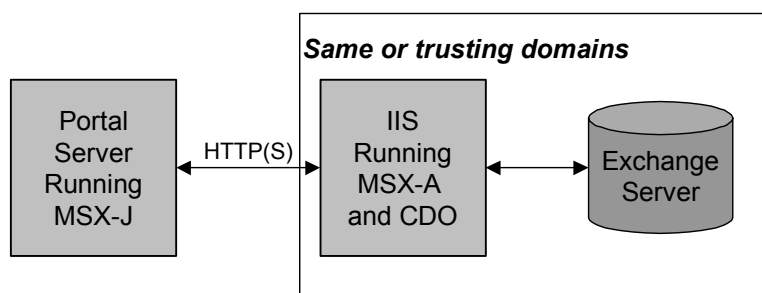 Same or trusting domains
Portal
Server
Running
MSX-J
HTTP(S)
IIS
Running
MSX-A
and CDO
Exchange
Server